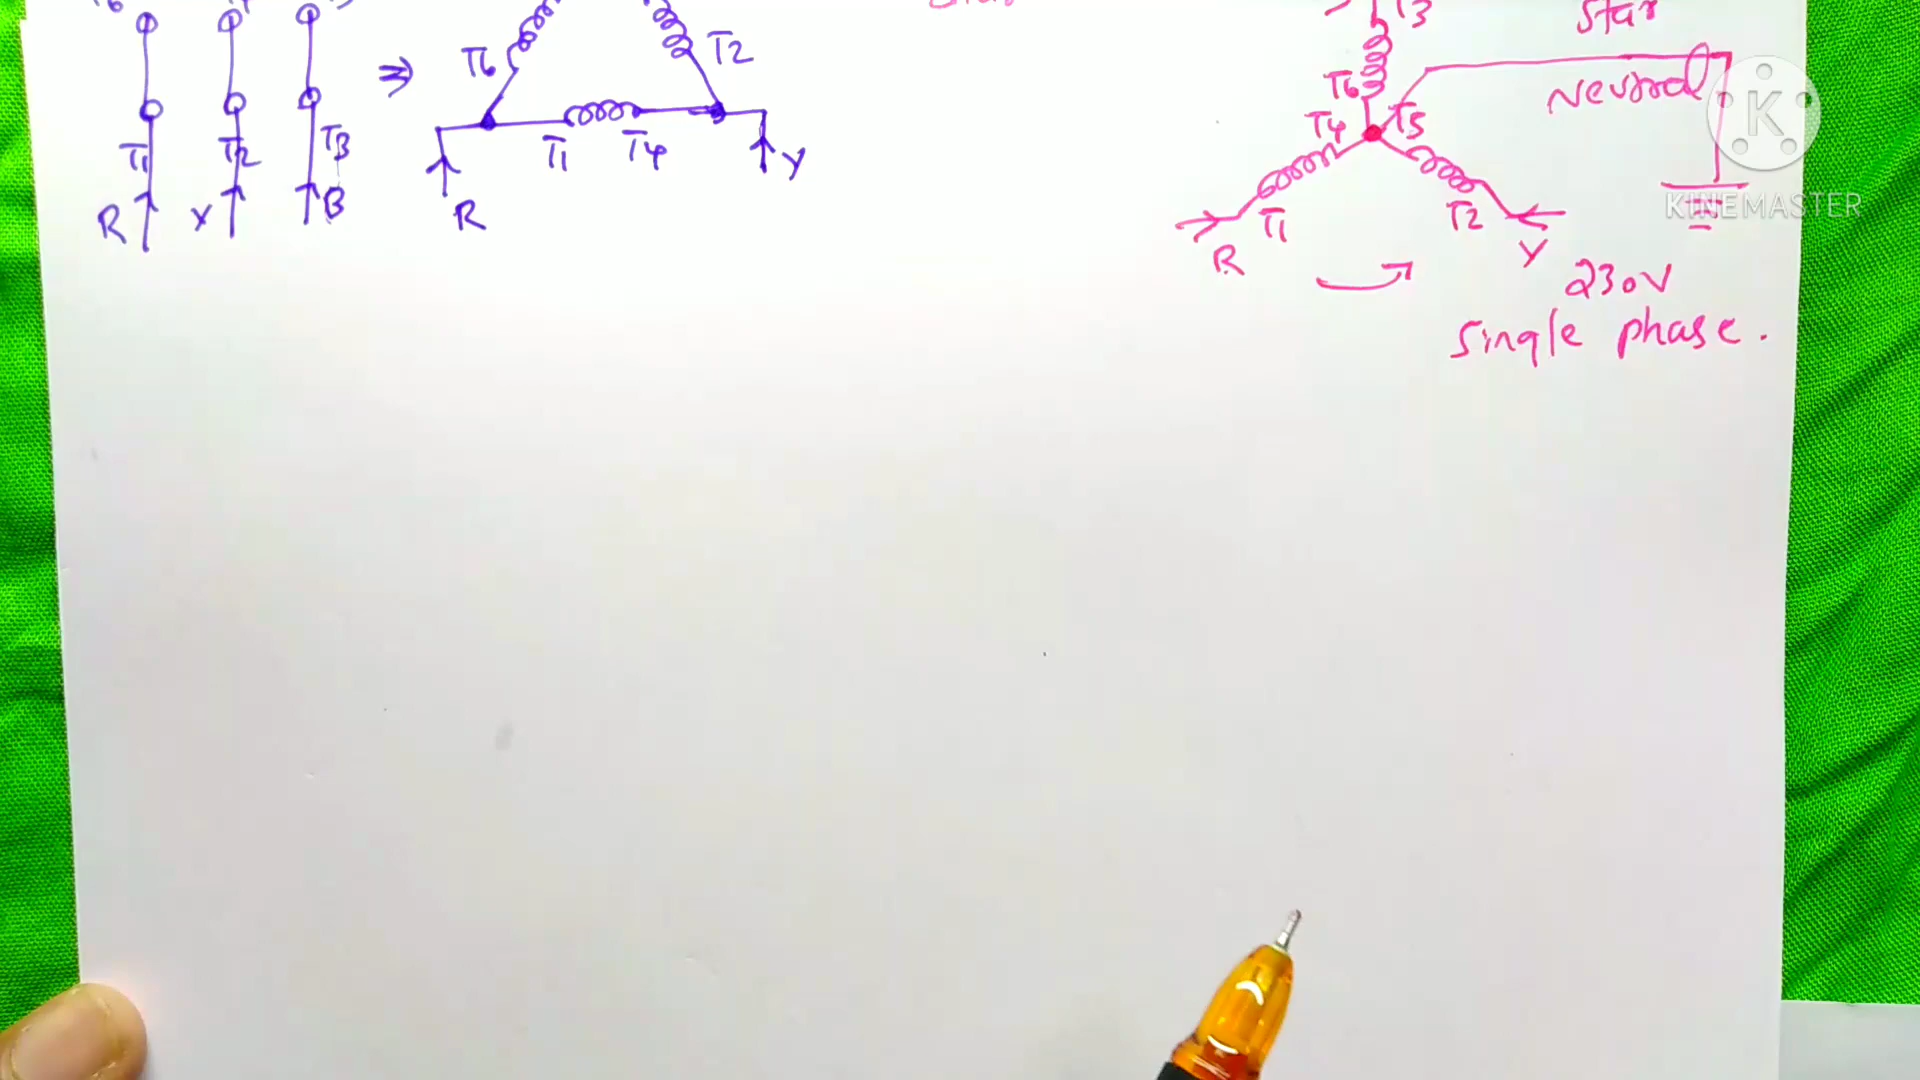 T6
T2
T1
T4
R
Y
T1
T2
T3
R
Y
B
T3
Star
Neutral
T6
T4
T5
T1
T2
R
Y
230V
Single phase.
K
KINEMASTER